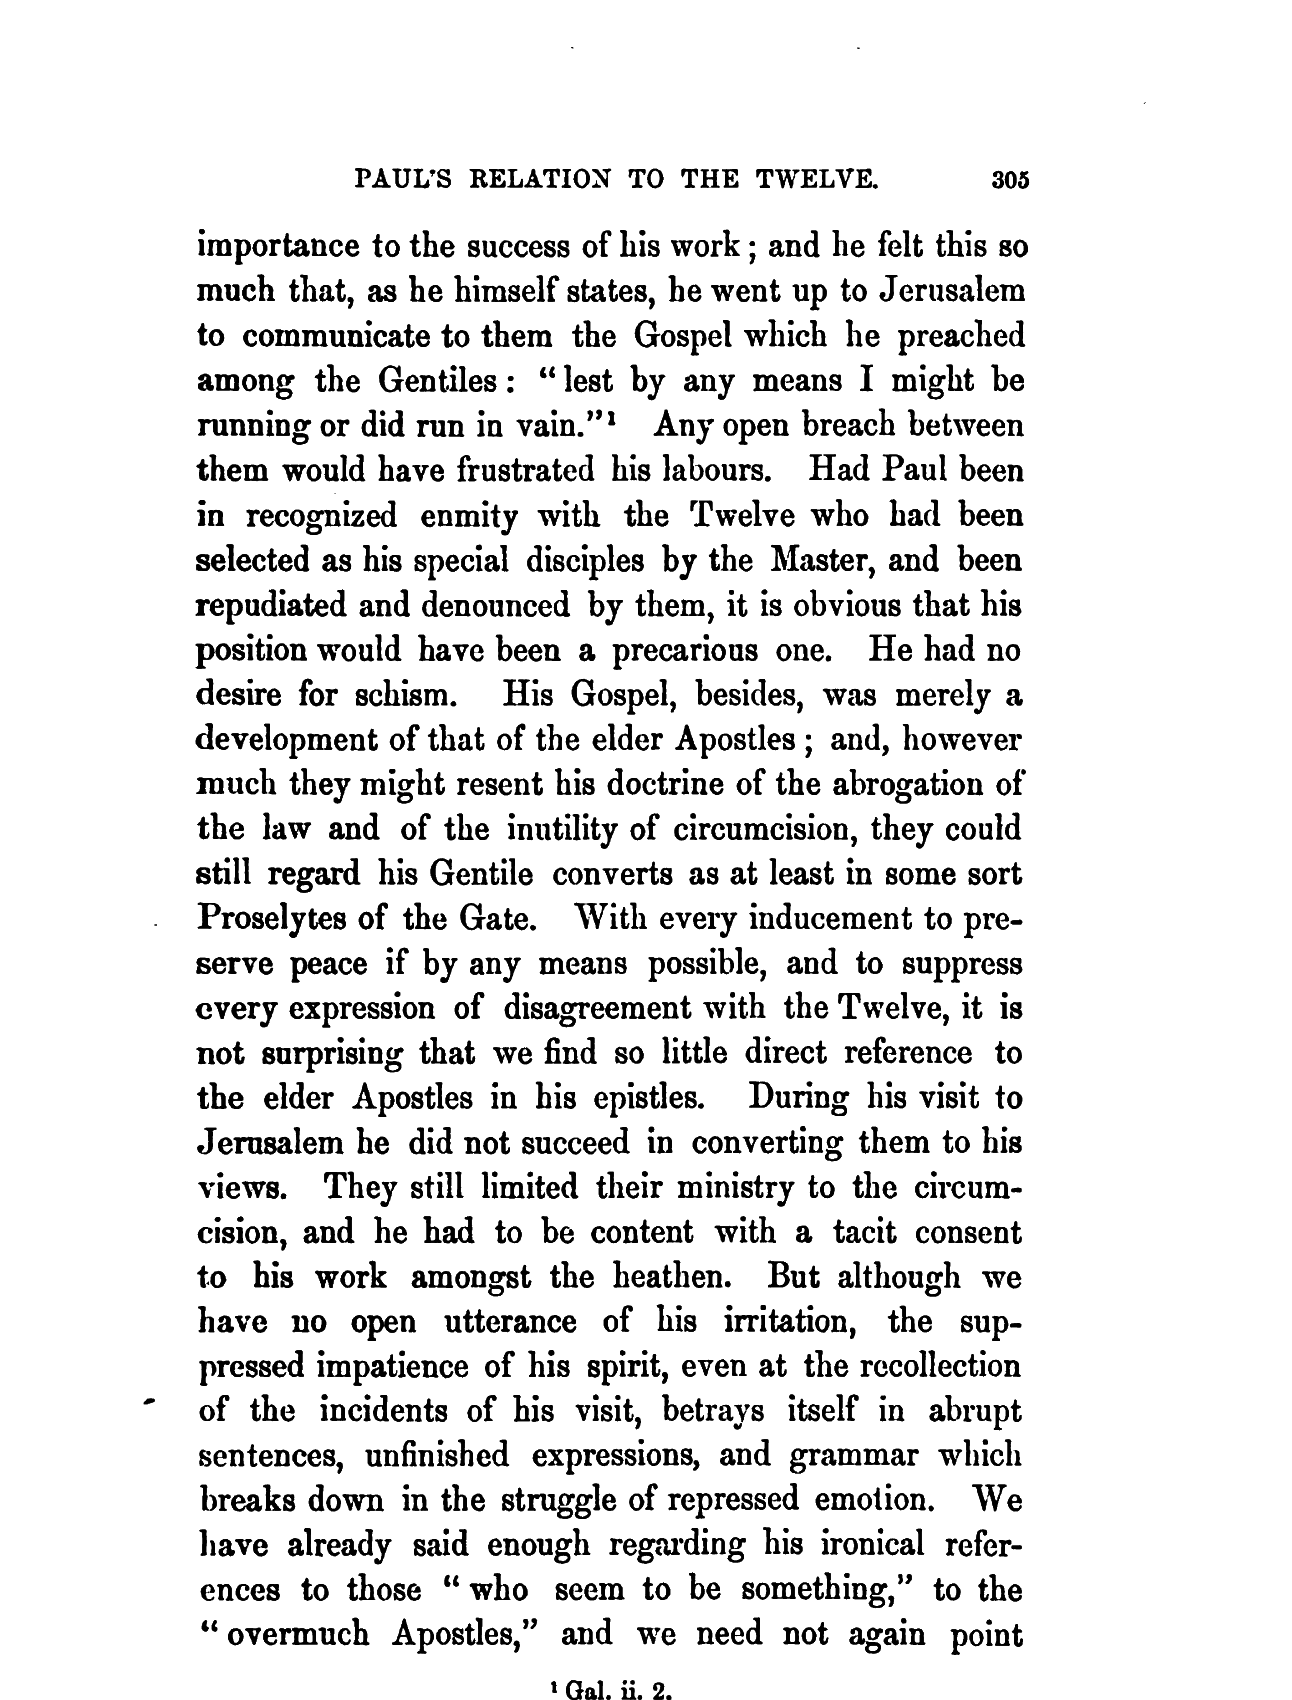 PAUL'S RELATION TO THE TWELVE. 305
importance to the success of his work; and he felt this so
much that, as he himself states, he went up to Jerusalem
to communicate to them the Gospel which he preached
among the Gentiles: “lest by any means I might be
running or did run in vain.”¹ Any open breach between
them would have frustrated his labours. Had Paul been
in recognized enmity with the Twelve who had been
selected as his special disciples by the Master, and been
repudiated and denounced by them, it is obvious that his
position would have been a precarious one. He had no
desire for schism. His Gospel, besides, was merely a
development of that of the elder Apostles; and, however
much they might resent his doctrine of the abrogation of
the law and of the inutility of circumcision, they could
still regard his Gentile converts as at least in some sort
Proselytes of the Gate. With every inducement to pre-
serve peace if by any means possible, and to suppress
every expression of disagreement with the Twelve, it is
not surprising that we find so little direct reference to
the elder Apostles in his epistles. During his visit to
Jerusalem he did not succeed in converting them to his
views. They still limited their ministry to the circum-
cision, and he had to be content with a tacit consent
to his work amongst the heathen. But although we
have no open utterance of his irritation, the sup-
pressed impatience of his spirit, even at the recollection
of the incidents of his visit, betrays itself in abrupt
sentences, unfinished expressions, and grammar which
breaks down in the struggle of repressed emotion. We
have already said enough regarding his ironical refer-
ences to those “who seem to be something,” to the
“overmuch Apostles,” and we need not again point
¹ Gal. ii. 2.